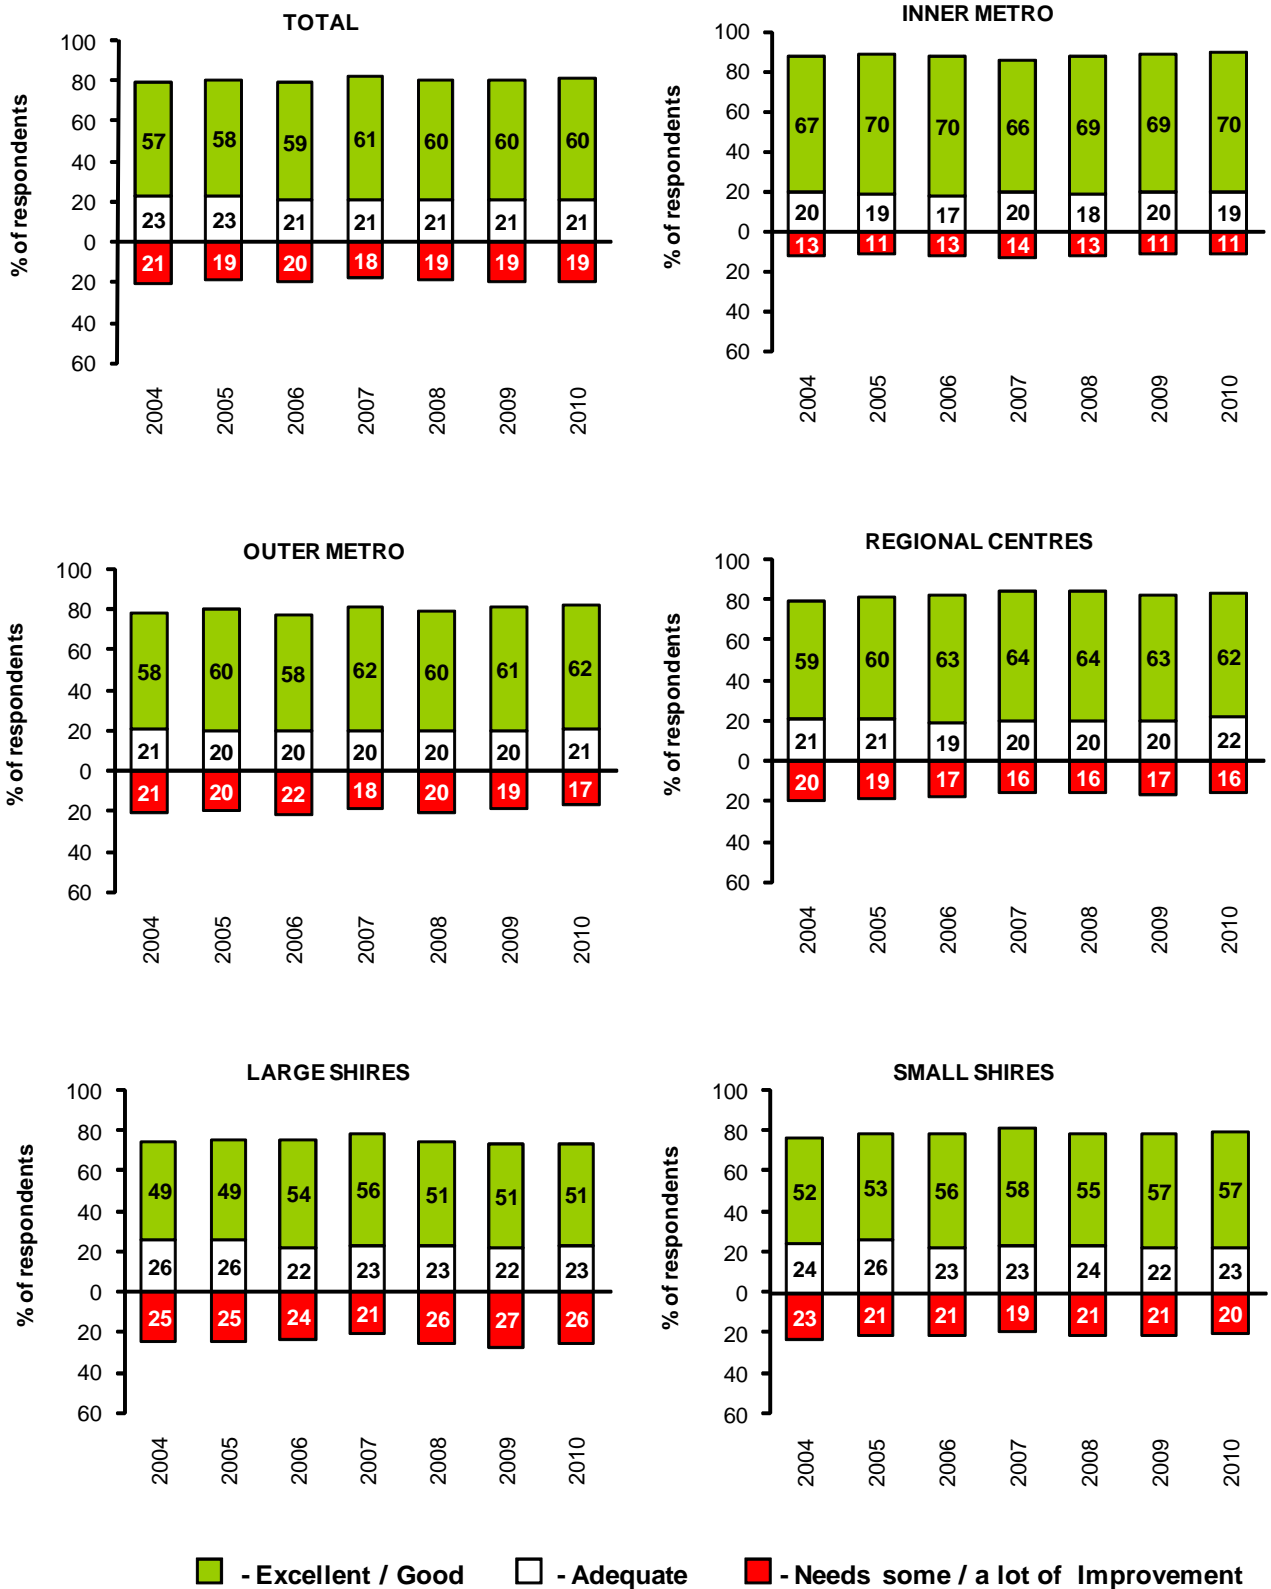 TOTAL
% of respondents
100
80
60
40
20
0
20
40
60
57 58 59 61 60 60 60
23 23 21 21 21 21 21
21 19 20 18 19 19 19
2004 2005 2006 2007 2008 2009 2010
INNER METRO
% of respondents
100
80
60
40
20
0
20
40
60
67 70 70 66 69 69 70
20 19 17 20 18 20 19
13 11 13 14 13 11 11
2004 2005 2006 2007 2008 2009 2010
OUTER METRO
% of respondents
100
80
60
40
20
0
20
40
60
58 60 58 62 60 61 62
21 20 20 20 20 20 21
21 20 22 18 20 19 17
2004 2005 2006 2007 2008 2009 2010
REGIONAL CENTRES
% of respondents
100
80
60
40
20
0
20
40
60
59 60 63 64 64 63 62
21 21 19 20 20 20 22
20 19 17 16 16 17 16
2004 2005 2006 2007 2008 2009 2010
LARGE SHIRES
% of respondents
100
80
60
40
20
0
20
40
60
49 49 54 56 51 51 51
26 26 22 23 23 22 23
25 25 24 21 26 27 26
2004 2005 2006 2007 2008 2009 2010
SMALL SHIRES
% of respondents
100
80
60
40
20
0
20
40
60
52 53 56 58 55 57 57
24 26 23 23 24 22 23
23 21 21 19 21 21 20
2004 2005 2006 2007 2008 2009 2010
- Excellent / Good - Adequate - Needs some / a lot of Improvement